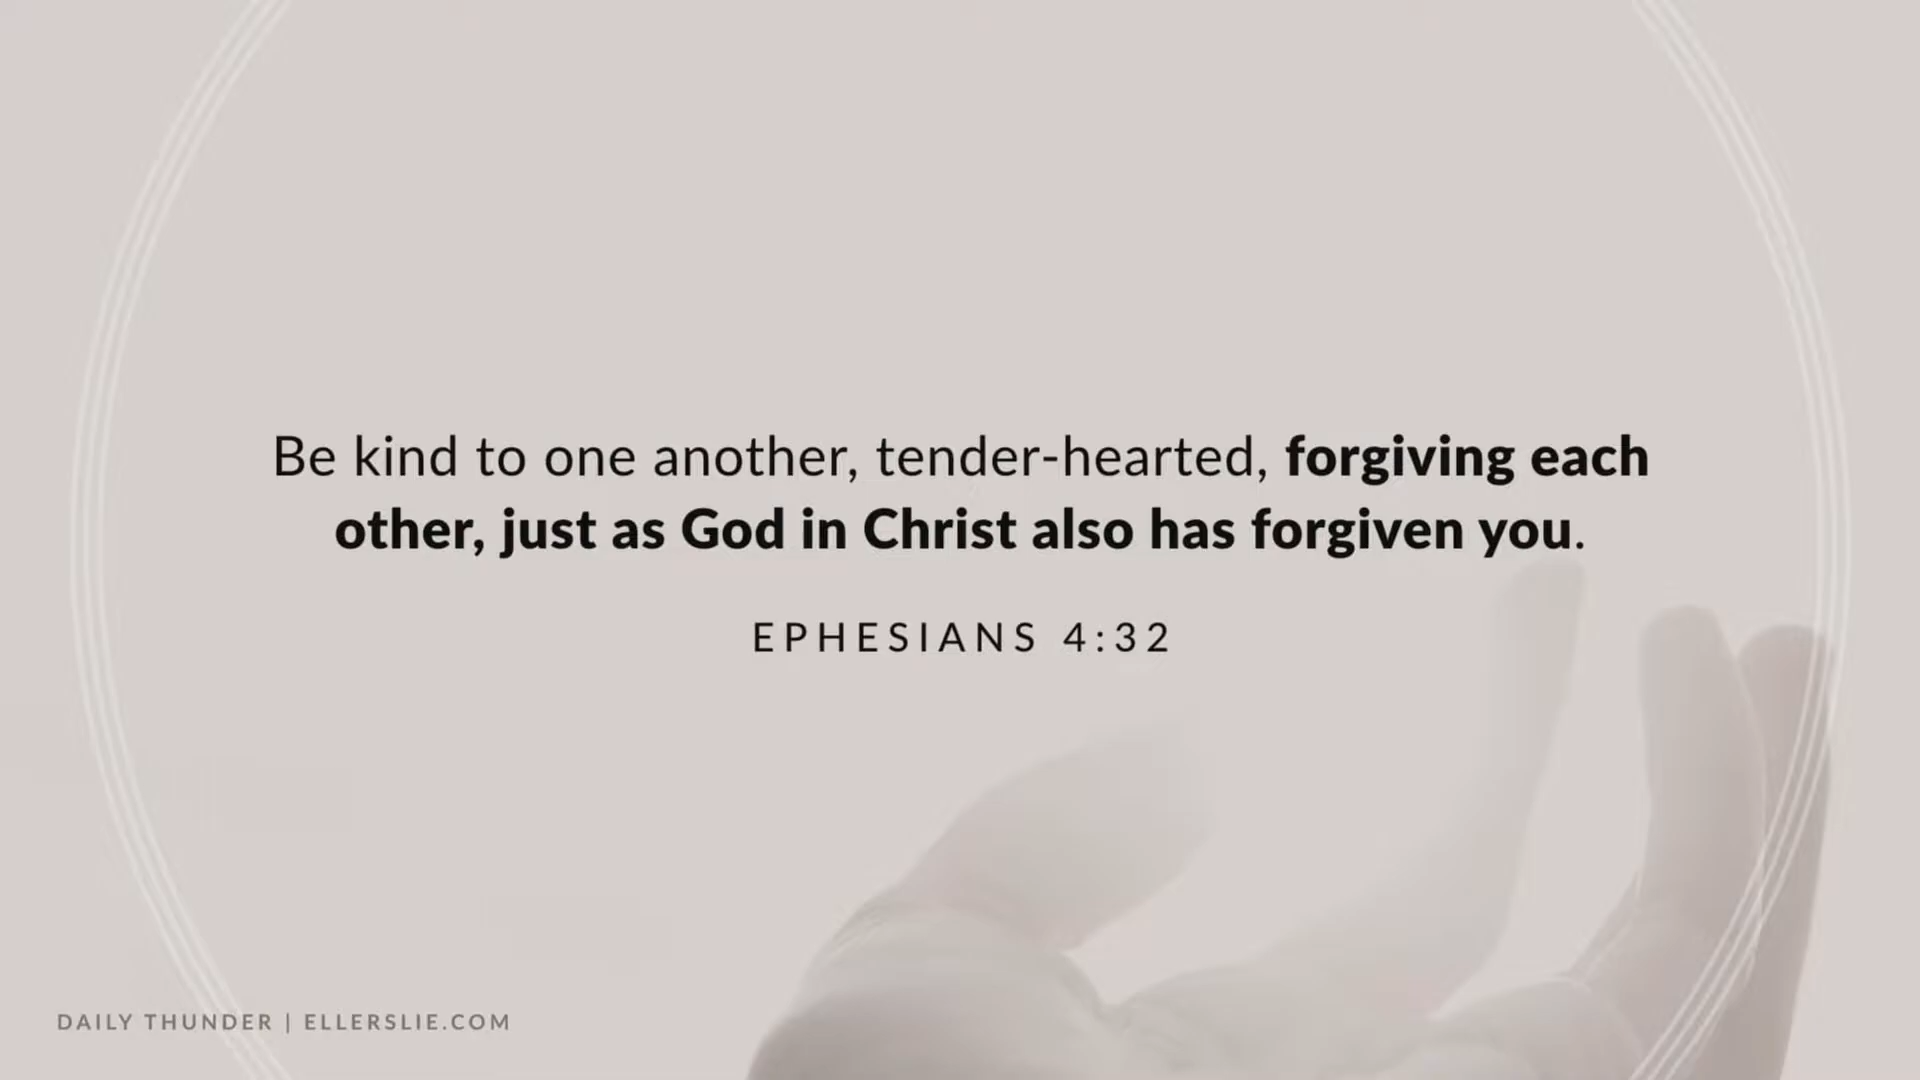 Be kind to one another, tender-hearted, forgiving each
other, just as God in Christ also has forgiven you.
EPHESIANS 4:32
DAILY THUNDER | ELLERSLIE.COM